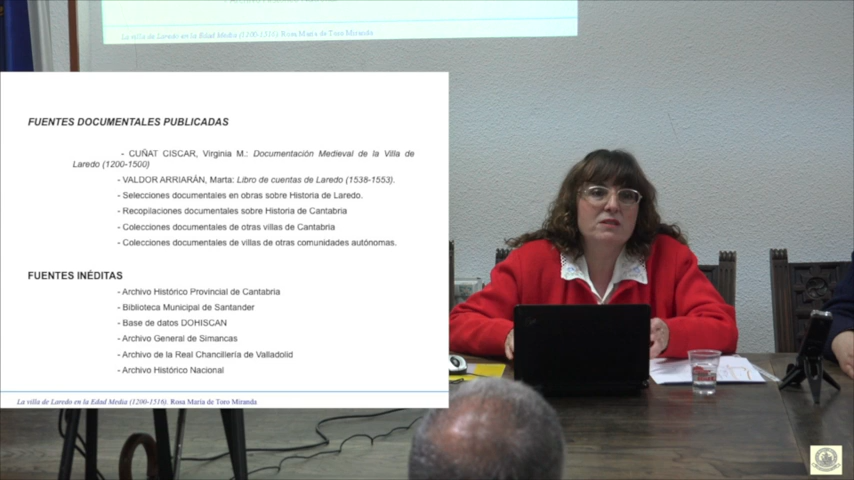 La villa de Laredo en la Edad Media (1200-1516). Rosa María de Toro Miranda
FUENTES DOCUMENTALES PUBLICADAS
- CUÑAT CISCAR, Virginia M.: Documentación Medieval de la Villa de
Laredo (1200-1500)
- VALDOR ARRIARÁN, Marta: Libro de cuentas de Laredo (1538-1553).
- Selecciones documentales en obras sobre Historia de Laredo.
- Recopilaciones documentales sobre Historia de Cantabria
- Colecciones documentales de otras villas de Cantabria
- Colecciones documentales de villas de otras comunidades autónomas.
FUENTES INÉDITAS
- Archivo Histórico Provincial de Cantabria
- Biblioteca Municipal de Santander
- Base de datos DOHISCAN
- Archivo General de Simancas
- Archivo de la Real Chancillería de Valladolid
- Archivo Histórico Nacional
La villa de Laredo en la Edad Media (1200-1516). Rosa María de Toro Miranda